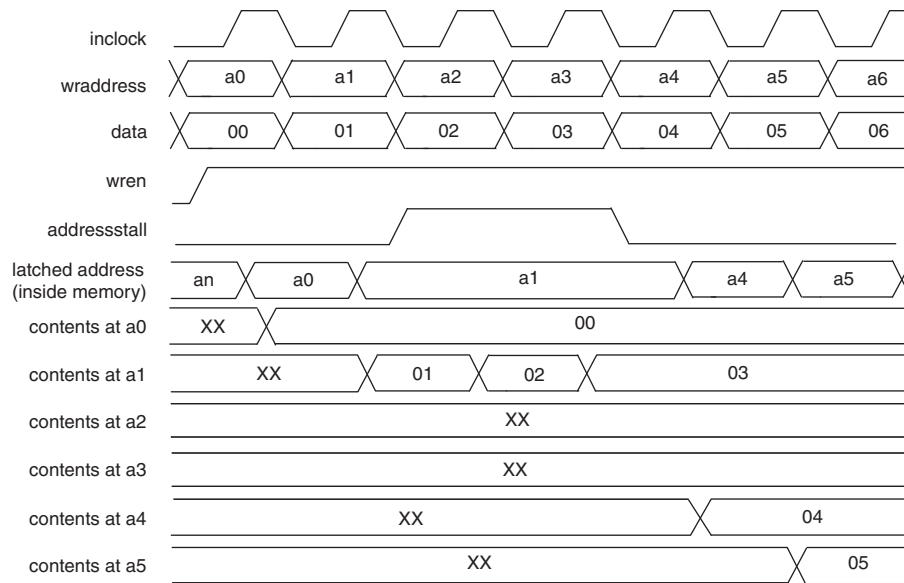 inclock
wraddress a0 a1 a2 a3 a4 a5 a6
data 00 01 02 03 04 05 06
wren
addressstall
latched address
(inside memory) an a0 a1 a4 a5
contents at a0 XX 00
contents at a1 XX 01 02 03
contents at a2 XX
contents at a3 XX
contents at a4 XX 04
contents at a5 XX 05